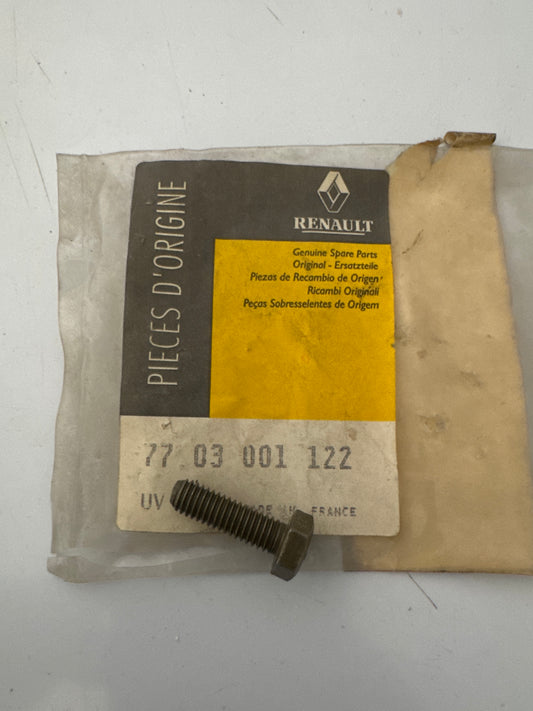 PIECES D'ORIGINE
RENAULT
Genuine Spare Parts
Original - Ersatzteile
Piezas de Recambio de Origen
Ricambi Originali
Peças Sobresselentes de Origem
77 03 001 122
UV
FRANCE